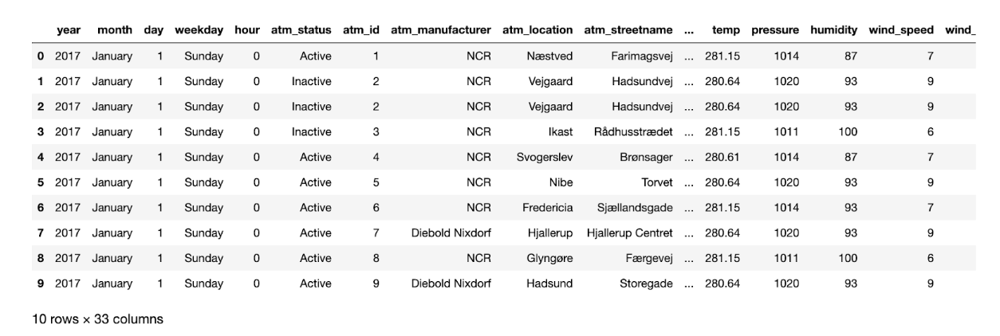 year month day weekday hour atm_status atm_id atm_manufacturer atm_location atm_streetname ... temp pressure humidity wind_speed wind_
0 2017 January 1 Sunday 0 Active 1 NCR Næstved Farimagsvej ... 281.15 1014 87 7
1 2017 January 1 Sunday 0 Inactive 2 NCR Vejgaard Hadsundvej ... 280.64 1020 93 9
2 2017 January 1 Sunday 0 Inactive 2 NCR Vejgaard Hadsundvej ... 280.64 1020 93 9
3 2017 January 1 Sunday 0 Inactive 3 NCR Ikast Rådhusstrædet ... 281.15 1011 100 6
4 2017 January 1 Sunday 0 Active 4 NCR Svogerslev Brønsager ... 280.61 1014 87 7
5 2017 January 1 Sunday 0 Active 5 NCR Nibe Torvet ... 280.64 1020 93 9
6 2017 January 1 Sunday 0 Active 6 NCR Fredericia Sjællandsgade ... 281.15 1014 93 7
7 2017 January 1 Sunday 0 Active 7 Diebold Nixdorf Hjallerup Hjallerup Centret ... 280.64 1020 93 9
8 2017 January 1 Sunday 0 Active 8 NCR Glyngøre Færgevej ... 281.15 1011 100 6
9 2017 January 1 Sunday 0 Active 9 Diebold Nixdorf Hadsund Storegade ... 280.64 1020 93 9
10 rows × 33 columns